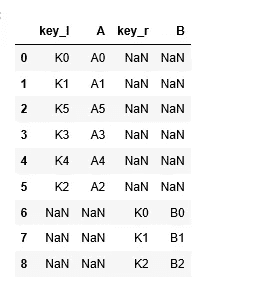 key_l A key_r B
0 K0 A0 NaN NaN
1 K1 A1 NaN NaN
2 K5 A5 NaN NaN
3 K3 A3 NaN NaN
4 K4 A4 NaN NaN
5 K2 A2 NaN NaN
6 NaN NaN K0 B0
7 NaN NaN K1 B1
8 NaN NaN K2 B2